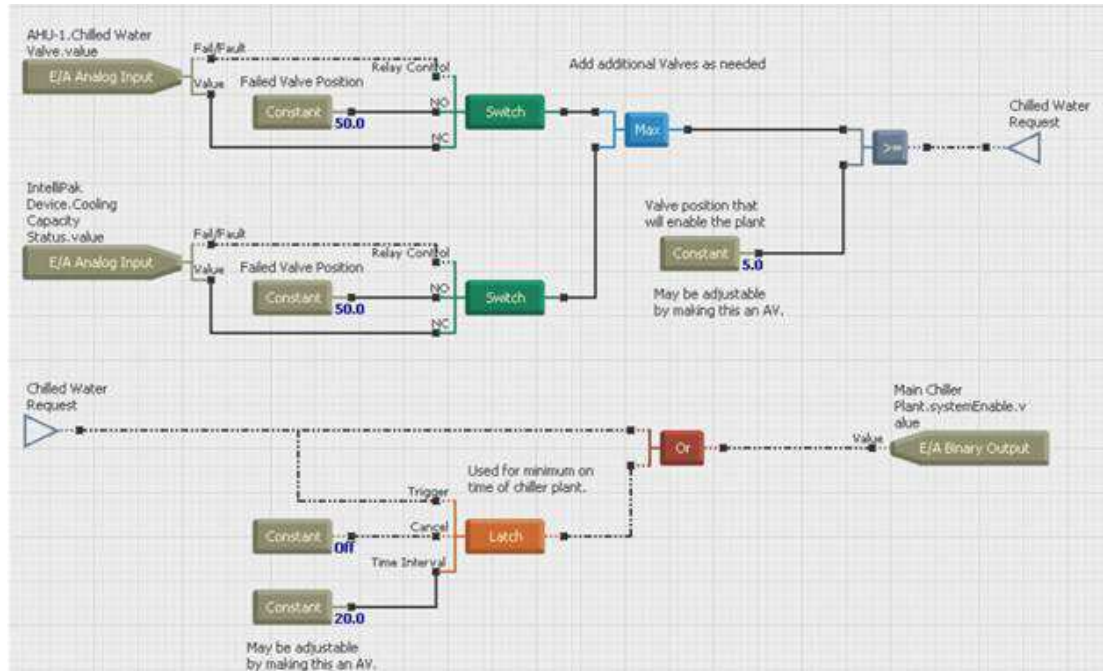 AHU-1.Chilled Water
Valve.value
E/A Analog Input
Fail/Fault
Value
Failed Valve Position
Constant
50.0
Relay Control
NO
NC
Switch
Add additional Valves as needed
Max
>=
Chilled Water
Request
IntelliPak
Device.Cooling
Capacity
Status.value
E/A Analog Input
Fail/Fault
Value
Failed Valve Position
Constant
50.0
Relay Control
NO
NC
Switch
Valve position that
will enable the plant
Constant
5.0
May be adjustable
by making this an AV.
Chilled Water
Request
Used for minimum on
time of chiller plant.
Trigger
Cancel
Time Interval
Constant
Off
Constant
20.0
Latch
May be adjustable
by making this an AV.
Or
Main Chiller
Plant.systemEnable.v
alue
Value
E/A Binary Output